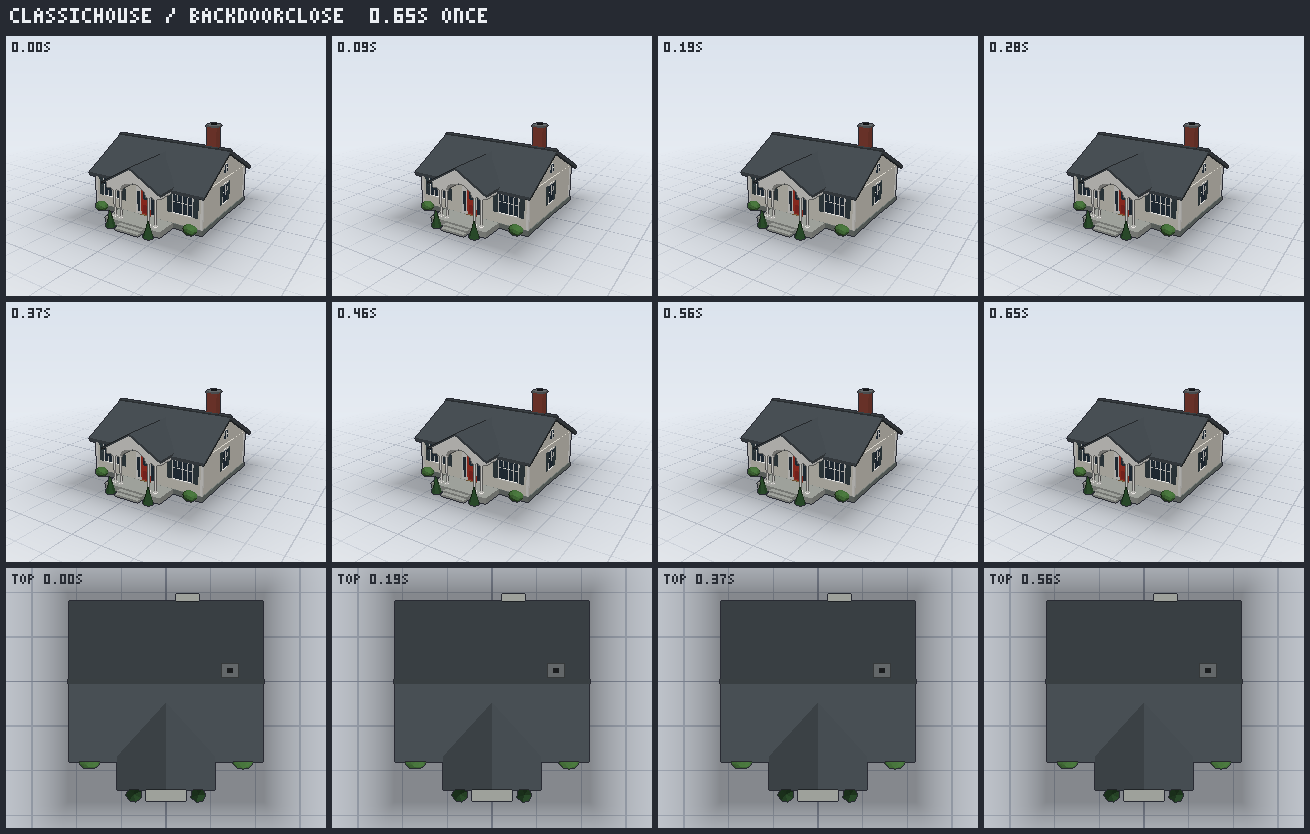 CLASSICHOUSE / BACKDOORCLOSE 0.65S ONCE
0.00S
0.09S
0.19S
0.28S
0.37S
0.46S
0.56S
0.65S
TOP 0.00S
TOP 0.19S
TOP 0.37S
TOP 0.56S